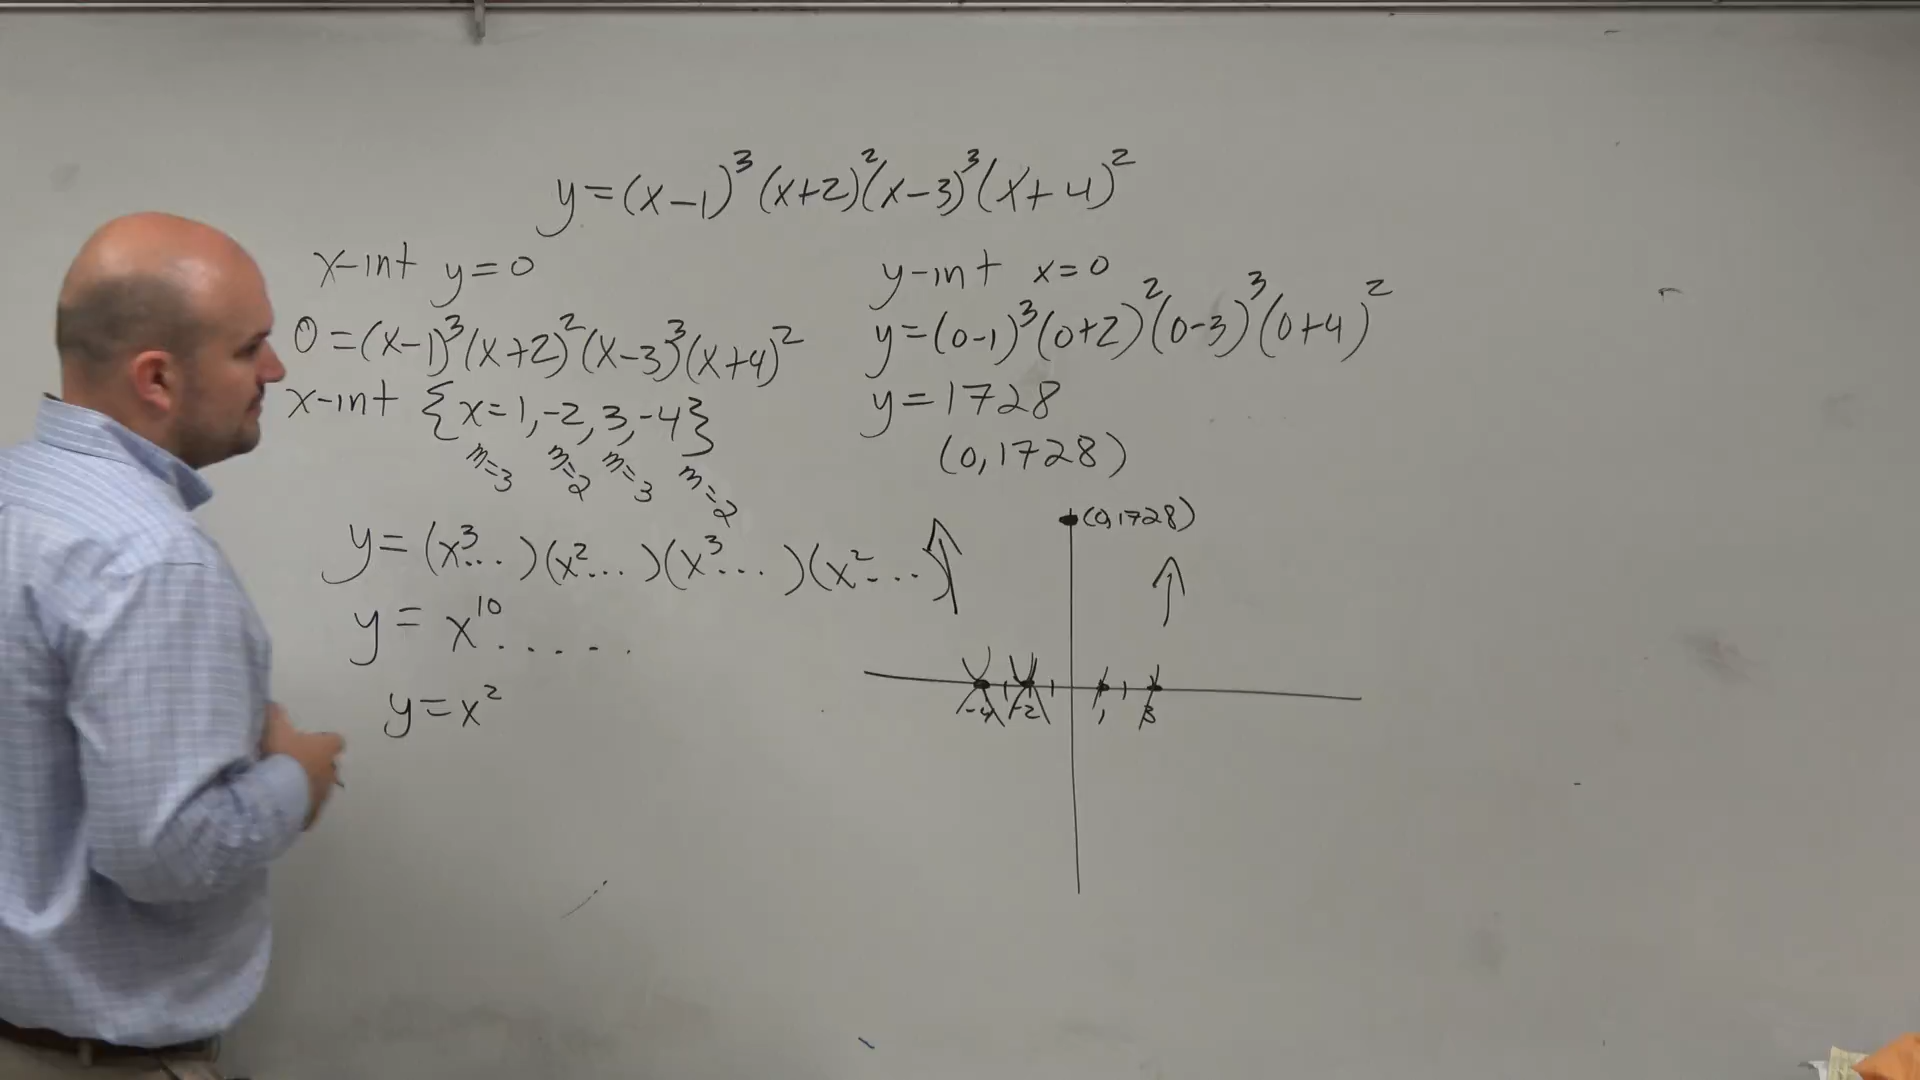 y=(x-1)³(x+2)²(x-3)³(x+4)²
x-int y=0
0=(x-1)³(x+2)²(x-3)³(x+4)²
x-int {x=1,-2,3,-4}
m=3 m=2 m=3 m=2
y=(x³...)(x²...)(x³...)(x²...)
y=x¹⁰.....
y=x²
y-int x=0
y=(0-1)³(0+2)²(0-3)³(0+4)²
y=1728
(0,1728)
(0,1728)
-4 -2 1 3